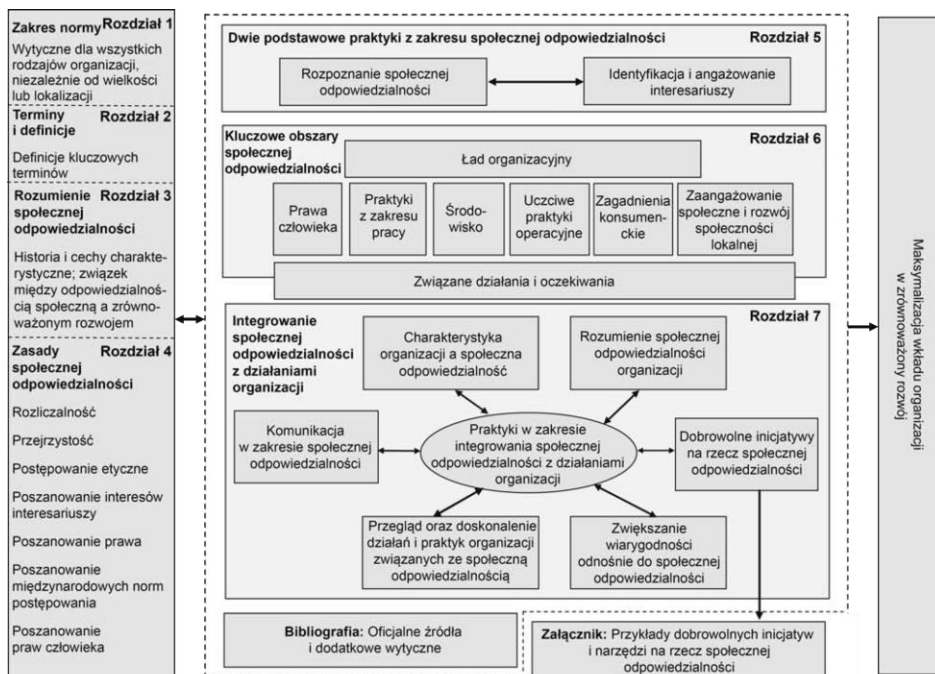 Zakres normy Rozdział 1
Wytyczne dla wszystkich
rodzajów organizacji,
niezależnie od wielkości
lub lokalizacji
Terminy
i definicje Rozdział 2
Definicje kluczowych
terminów
Rozumienie Rozdział 3
społecznej
odpowiedzialności
Historia i cechy charakte-
rystyczne; związek
między odpowiedzialnoś-
cią społeczną a zrówno-
ważonym rozwojem
Zasady Rozdział 4
społecznej
odpowiedzialności
Rozliczalność
Przejrzystość
Postępowanie etyczne
Poszanowanie interesów
interesariuszy
Poszanowanie prawa
Poszanowanie
międzynarodowych norm
postępowania
Poszanowanie
praw człowieka
Dwie podstawowe praktyki z zakresu społecznej odpowiedzialności Rozdział 5
Rozpoznanie społecznej
odpowiedzialności
Identyfikacja i angażowanie
interesariuszy
Kluczowe obszary
społecznej
odpowiedzialności
Rozdział 6
Ład organizacyjny
Prawa
człowieka
Praktyki
z zakresu
pracy
Środo-
wisko
Uczciwe
praktyki
operacyjne
Zagadnienia
konsumen-
ckie
Zaangażowanie
społeczne i rozwój
społeczności
lokalnej
Związane działania i oczekiwania
Integrowanie
społecznej
odpowiedzialności
z działaniami
organizacji
Rozdział 7
Charakterystyka
organizacji a społeczna
odpowiedzialność
Rozumienie społecznej
odpowiedzialności
organizacji
Komunikacja
w zakresie społecznej
odpowiedzialności
Praktyki w zakresie
integrowania społecznej
odpowiedzialności z działaniami
organizacji
Dobrowolne inicjatywy
na rzecz społecznej
odpowiedzialności
Przegląd oraz doskonalenie
działań i praktyk organizacji
związanych ze społeczną
odpowiedzialnością
Zwiększanie
wiarygodności
odnośnie do społecznej
odpowiedzialności
Bibliografia: Oficjalne źródła
i dodatkowe wytyczne
Załącznik: Przykłady dobrowolnych inicjatyw
i narzędzi na rzecz społecznej
odpowiedzialności
Maksymalizacja wkładu organizacji
w zrównoważony rozwój